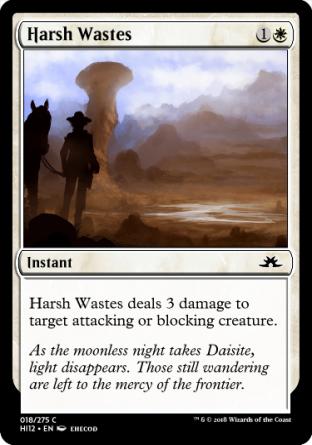 Harsh Wastes 1
Instant
Harsh Wastes deals 3 damage to
target attacking or blocking creature.
As the moonless night takes Daisite,
light disappears. Those still wandering
are left to the mercy of the frontier.
018/275 C
HI12 • EN EHECOD
™ & © 2018 Wizards of the Coast